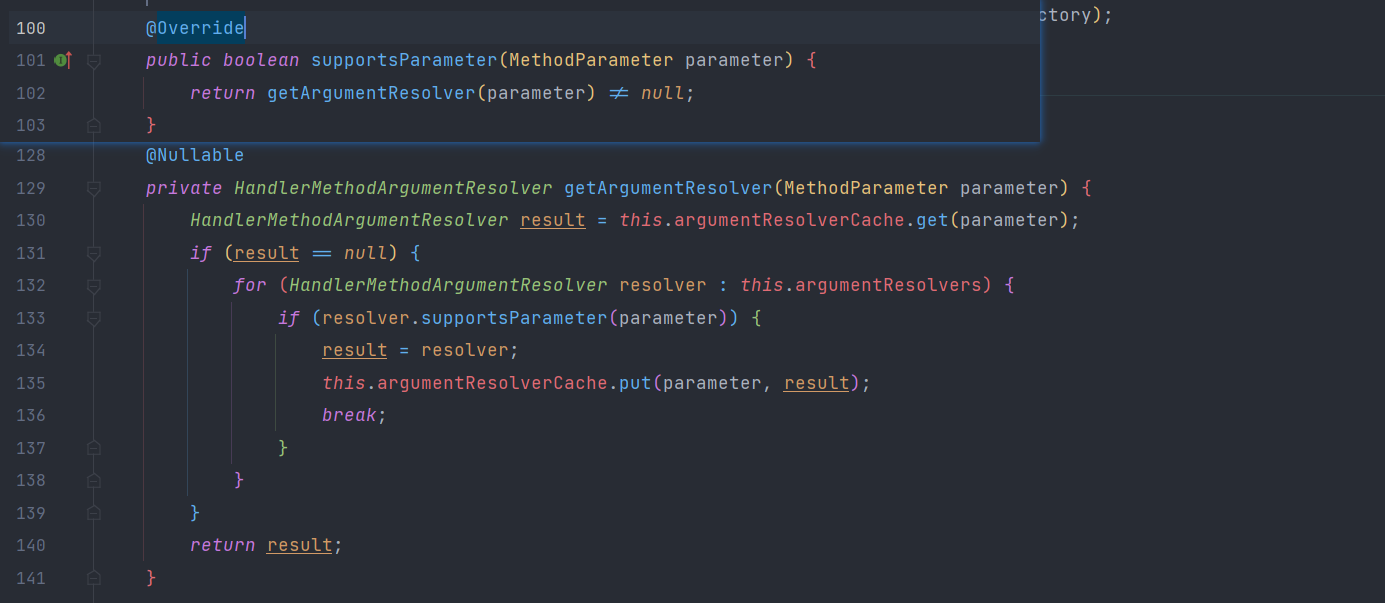 ctory);
100 @Override
101 public boolean supportsParameter(MethodParameter parameter) {
102 return getArgumentResolver(parameter) ≠ null;
103 }
128 @Nullable
129 private HandlerMethodArgumentResolver getArgumentResolver(MethodParameter parameter) {
130 HandlerMethodArgumentResolver result = this.argumentResolverCache.get(parameter);
131 if (result == null) {
132 for (HandlerMethodArgumentResolver resolver : this.argumentResolvers) {
133 if (resolver.supportsParameter(parameter)) {
134 result = resolver;
135 this.argumentResolverCache.put(parameter, result);
136 break;
137 }
138 }
139 }
140 return result;
141 }